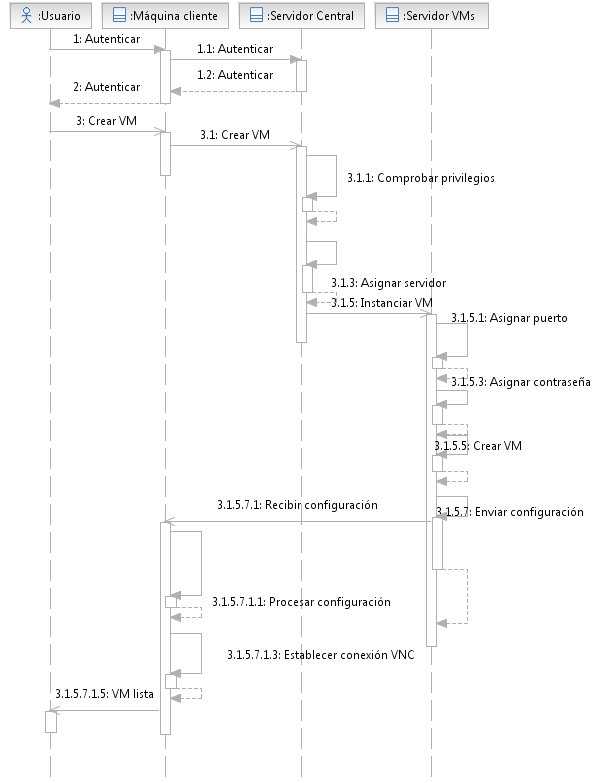 :Usuario
:Máquina cliente
:Servidor Central
:Servidor VMs
1: Autenticar
1.1: Autenticar
1.2: Autenticar
2: Autenticar
3: Crear VM
3.1: Crear VM
3.1.1: Comprobar privilegios
3.1.3: Asignar servidor
3.1.5: Instanciar VM
3.1.5.1: Asignar puerto
3.1.5.3: Asignar contraseña
3.1.5.5: Crear VM
3.1.5.7.1: Recibir configuración
3.1.5.7: Enviar configuración
3.1.5.7.1.1: Procesar configuración
3.1.5.7.1.3: Establecer conexión VNC
3.1.5.7.1.5: VM lista